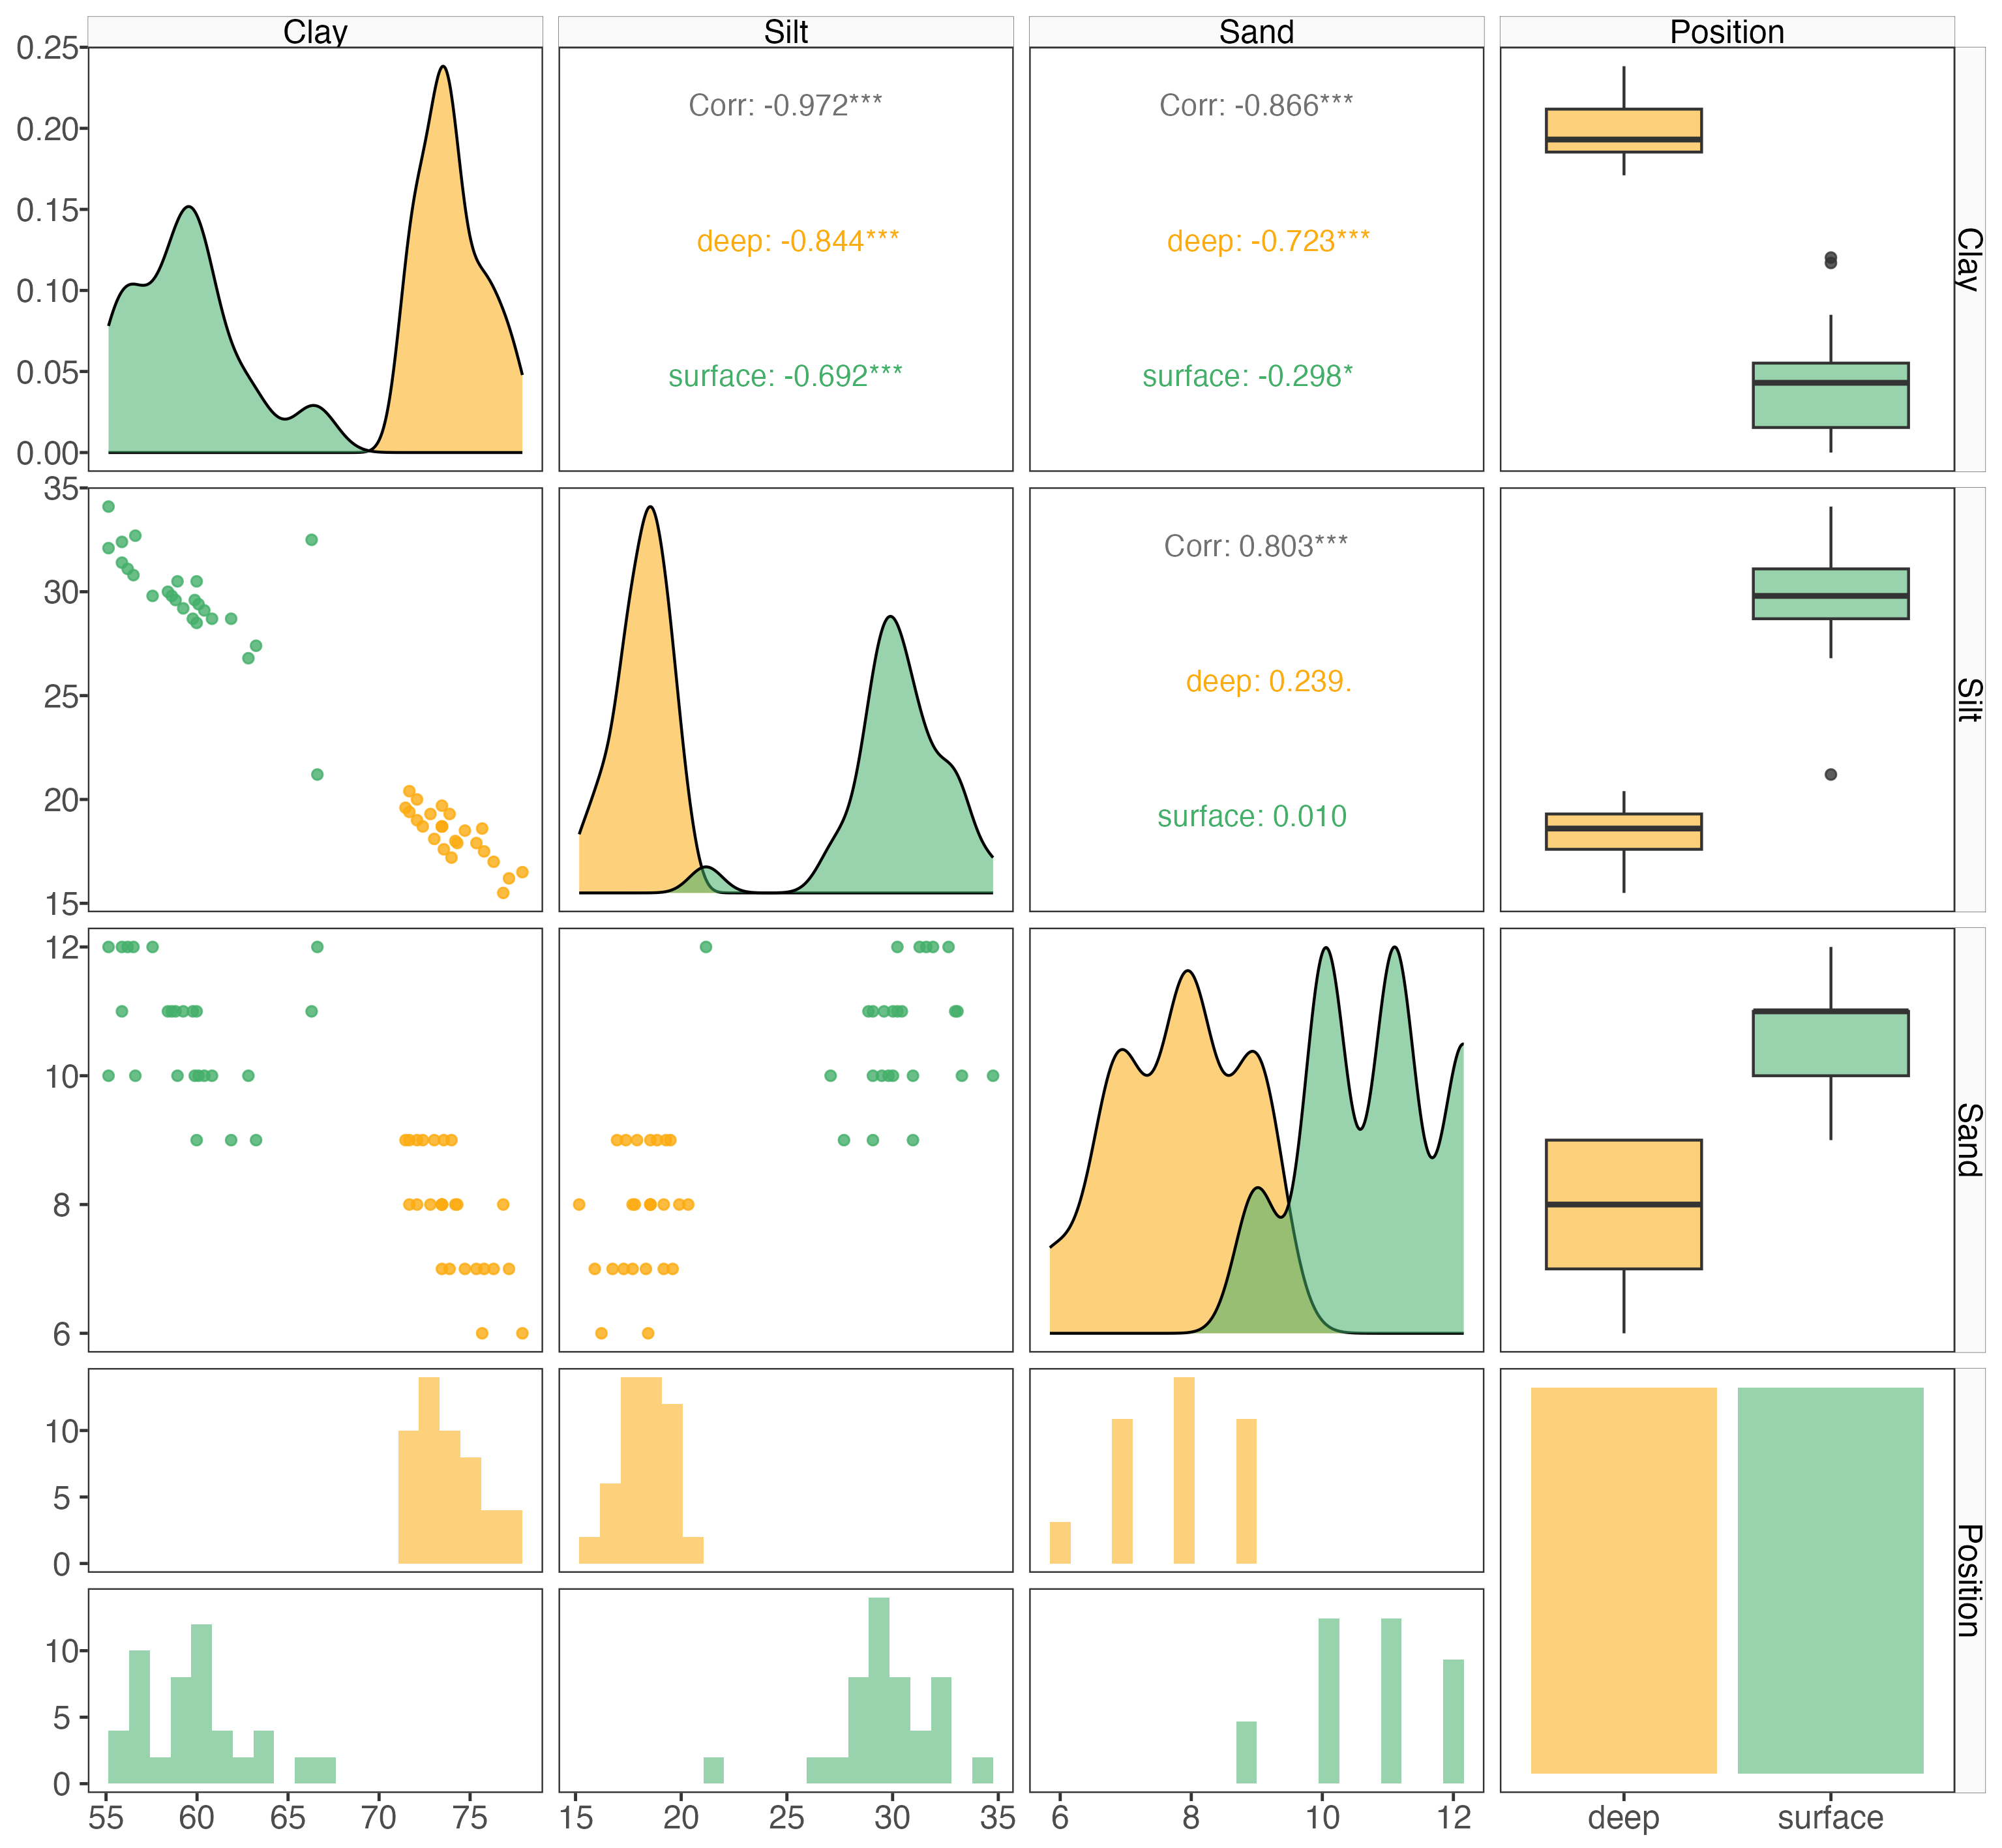 Clay Silt Sand Position
0.25
0.20
0.15
0.10
0.05
0.00
Corr: -0.972***
deep: -0.844***
surface: -0.692***
Corr: -0.866***
deep: -0.723***
surface: -0.298*
Clay
35
30
25
20
15
Corr: 0.803***
deep: 0.239.
surface: 0.010
Silt
12
10
8
6
Sand
10
5
0
10
5
0
Position
55 60 65 70 75
15 20 25 30 35
6 8 10 12
deep surface